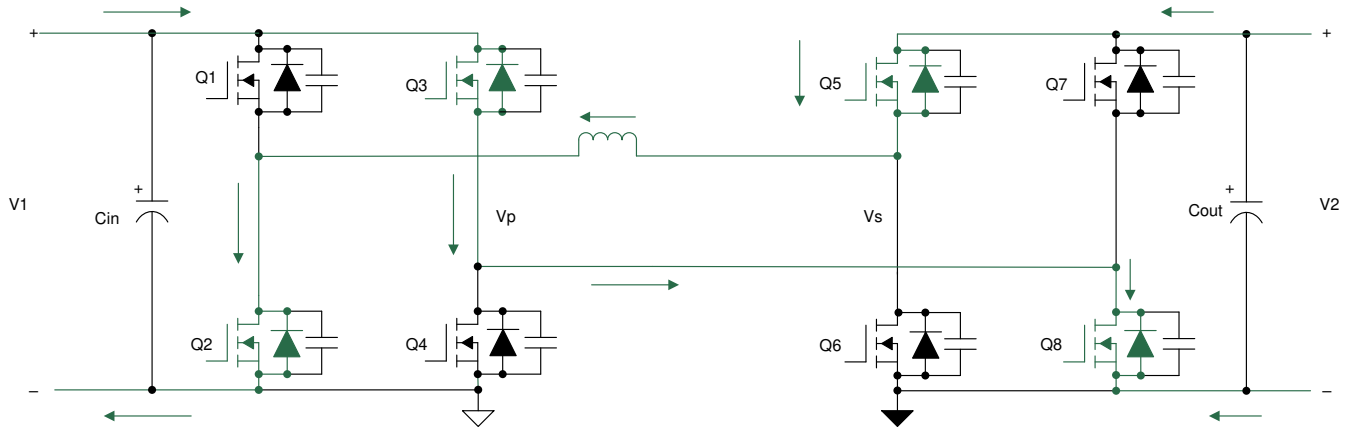 +
+
Q1
Q3
Q5
Q7
+
+
V1
Cin
Vp
Vs
Cout
V2
Q2
Q4
Q6
Q8
–
–